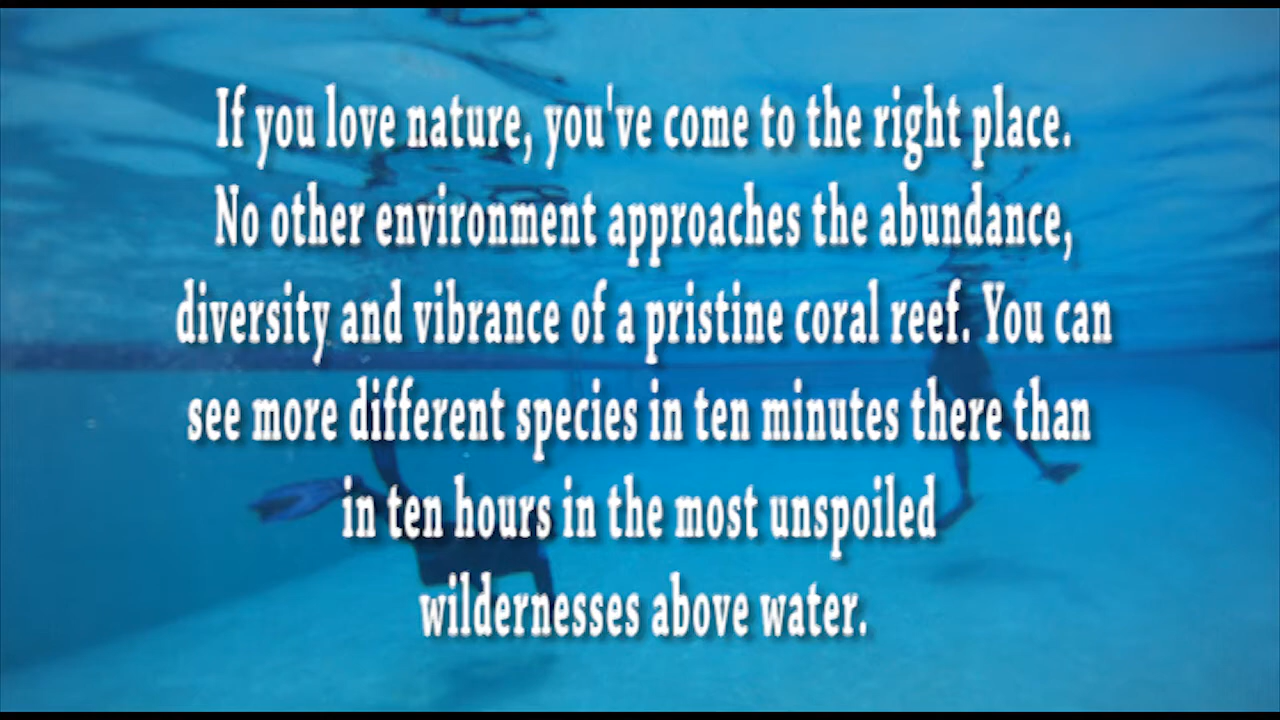 If you love nature, you've come to the right place.
No other environment approaches the abundance,
diversity and vibrance of a pristine coral reef. You can
see more different species in ten minutes there than
in ten hours in the most unspoiled
wildernesses above water.